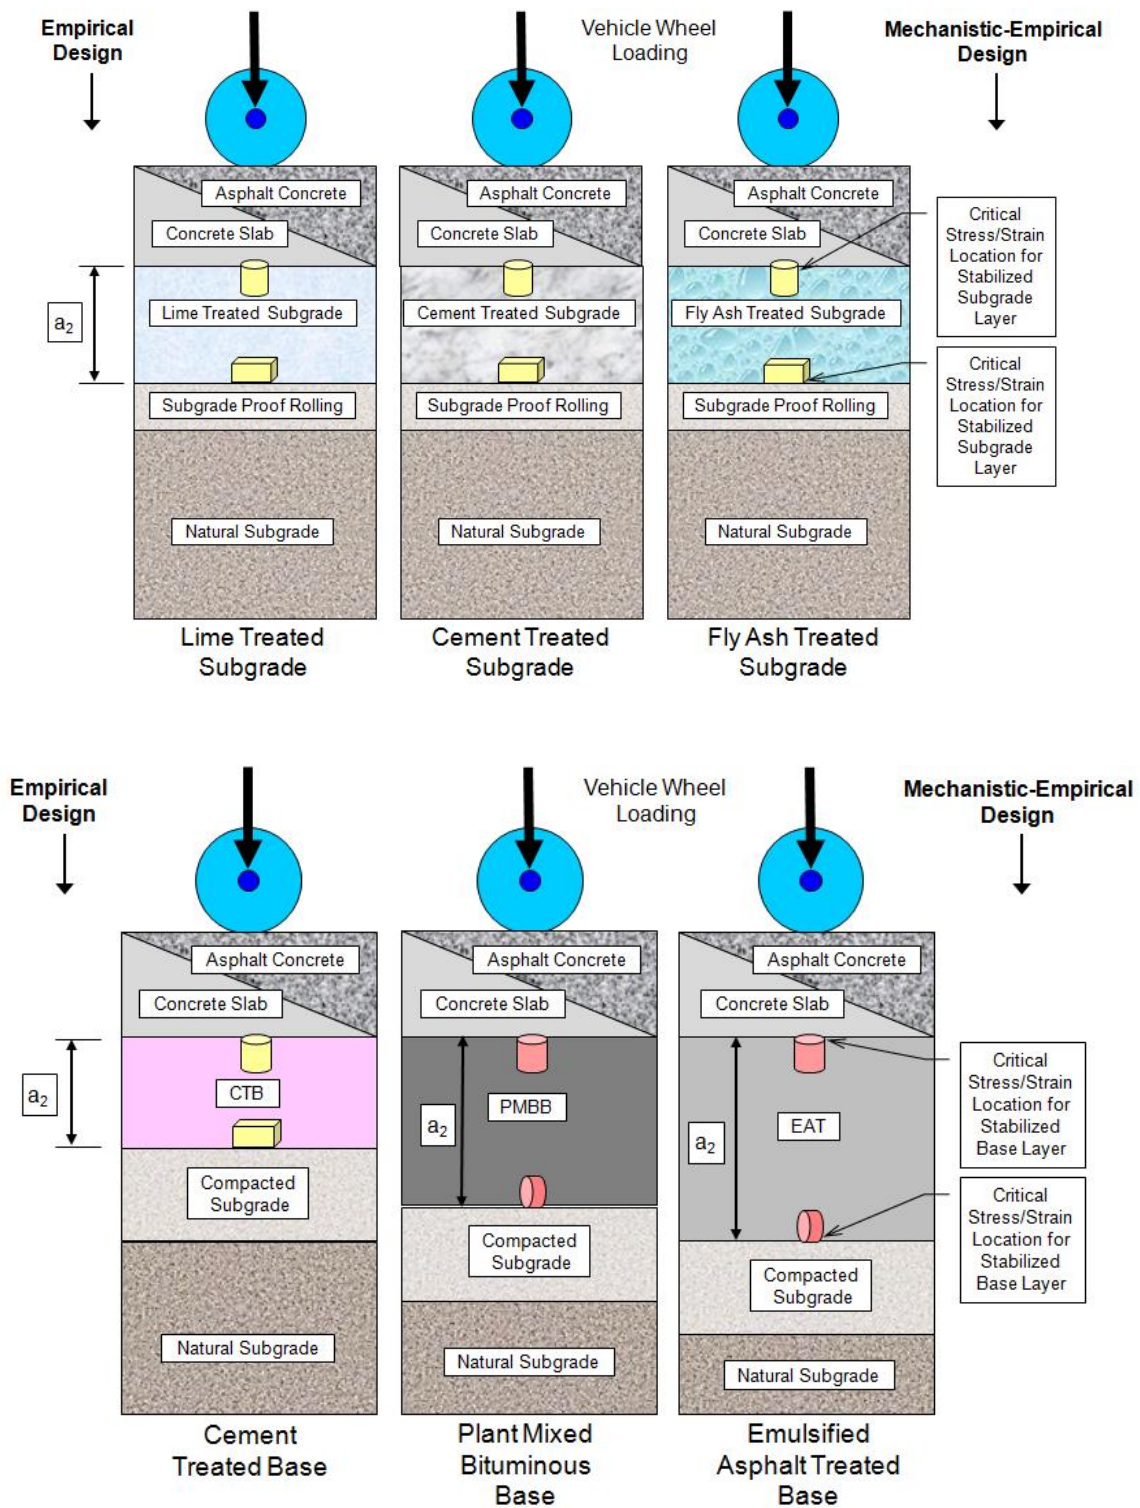 Empirical
Design
Vehicle Wheel
Loading
Mechanistic-Empirical
Design
Asphalt Concrete
Concrete Slab
Asphalt Concrete
Concrete Slab
Asphalt Concrete
Concrete Slab
Critical
Stress/Strain
Location for
Stabilized
Subgrade
Layer
a2
Lime Treated Subgrade
Cement Treated Subgrade
Fly Ash Treated Subgrade
Critical
Stress/Strain
Location for
Stabilized
Subgrade
Layer
Subgrade Proof Rolling
Subgrade Proof Rolling
Subgrade Proof Rolling
Natural Subgrade
Natural Subgrade
Natural Subgrade
Lime Treated
Subgrade
Cement Treated
Subgrade
Fly Ash Treated
Subgrade
Empirical
Design
Vehicle Wheel
Loading
Mechanistic-Empirical
Design
Asphalt Concrete
Concrete Slab
Asphalt Concrete
Concrete Slab
Asphalt Concrete
Concrete Slab
a2
CTB
a2
PMBB
a2
EAT
Critical
Stress/Strain
Location for
Stabilized
Base Layer
Critical
Stress/Strain
Location for
Stabilized
Base Layer
Compacted
Subgrade
Compacted
Subgrade
Compacted
Subgrade
Natural Subgrade
Natural Subgrade
Natural Subgrade
Cement
Treated Base
Plant Mixed
Bituminous
Base
Emulsified
Asphalt Treated
Base